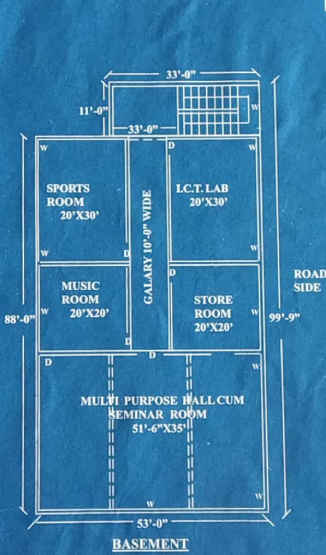 33'-0"
11'-0"
W
33'-0"
W
D
W
SPORTS
ROOM
20'X30'
I.C.T. LAB
20'X30'
GALARY 10'-0" WIDE
W
D
W
D
W
MUSIC
ROOM
20'X20'
W
STORE
ROOM
20'X20'
W
ROAD
SIDE
88'-0"
99'-9"
D
D
D
W
MULTI PURPOSE HALL CUM
SEMINAR ROOM
51'-6"X35'
W
W
53'-0"
BASEMENT